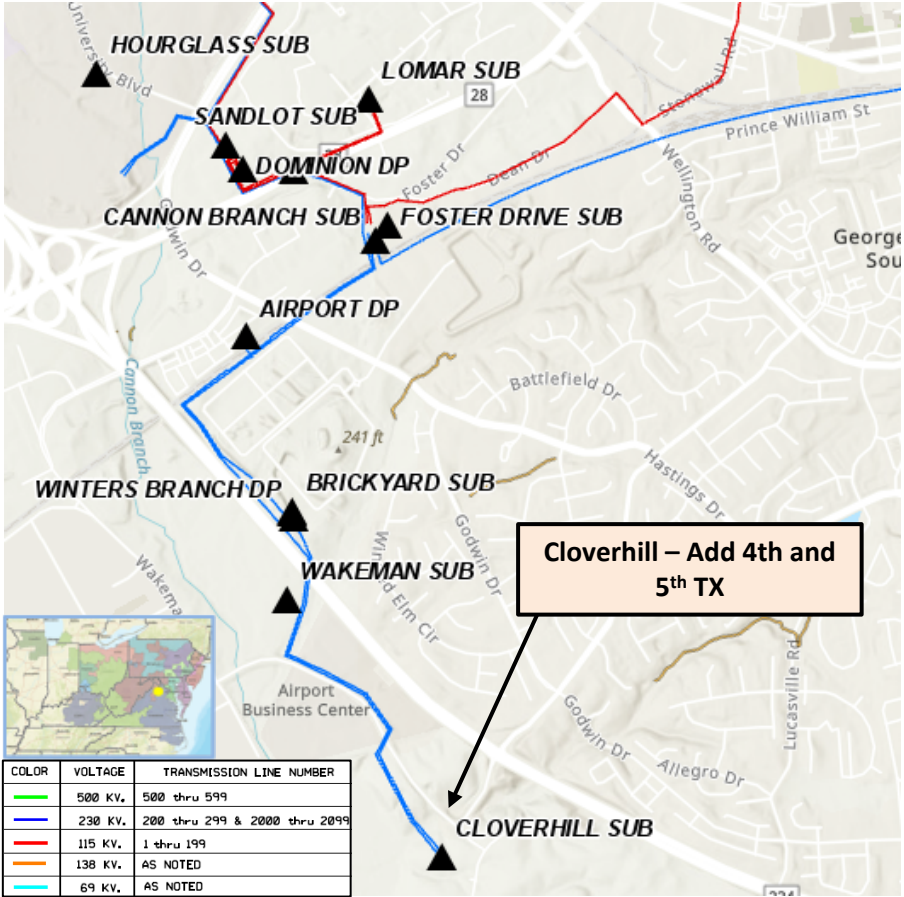 University Blvd
HOURGLASS SUB
LOMAR SUB
28
SANDLOT SUB
Stonewall Rd
Prince William St
DOMINION DP
Foster Dr
Dean Dr
Wellington Rd
CANNON BRANCH SUB
FOSTER DRIVE SUB
Godwin Dr
George
Sou
AIRPORT DP
Cannon Branch
Battlefield Dr
241 ft
Hastings Dr
WINTERS BRANCH DP
BRICKYARD SUB
Godwin Dr
Cloverhill – Add 4th and
5th TX
Wakema
WAKEMAN SUB
Elm Cir
Lucasville Rd
Airport
Business Center
Godwin Dr
Allegro Dr
COLOR VOLTAGE TRANSMISSION LINE NUMBER
500 KV. 500 thru 599
230 KV. 200 thru 299 & 2000 thru 2099
115 KV. 1 thru 199
138 KV. AS NOTED
69 KV. AS NOTED
CLOVERHILL SUB
234